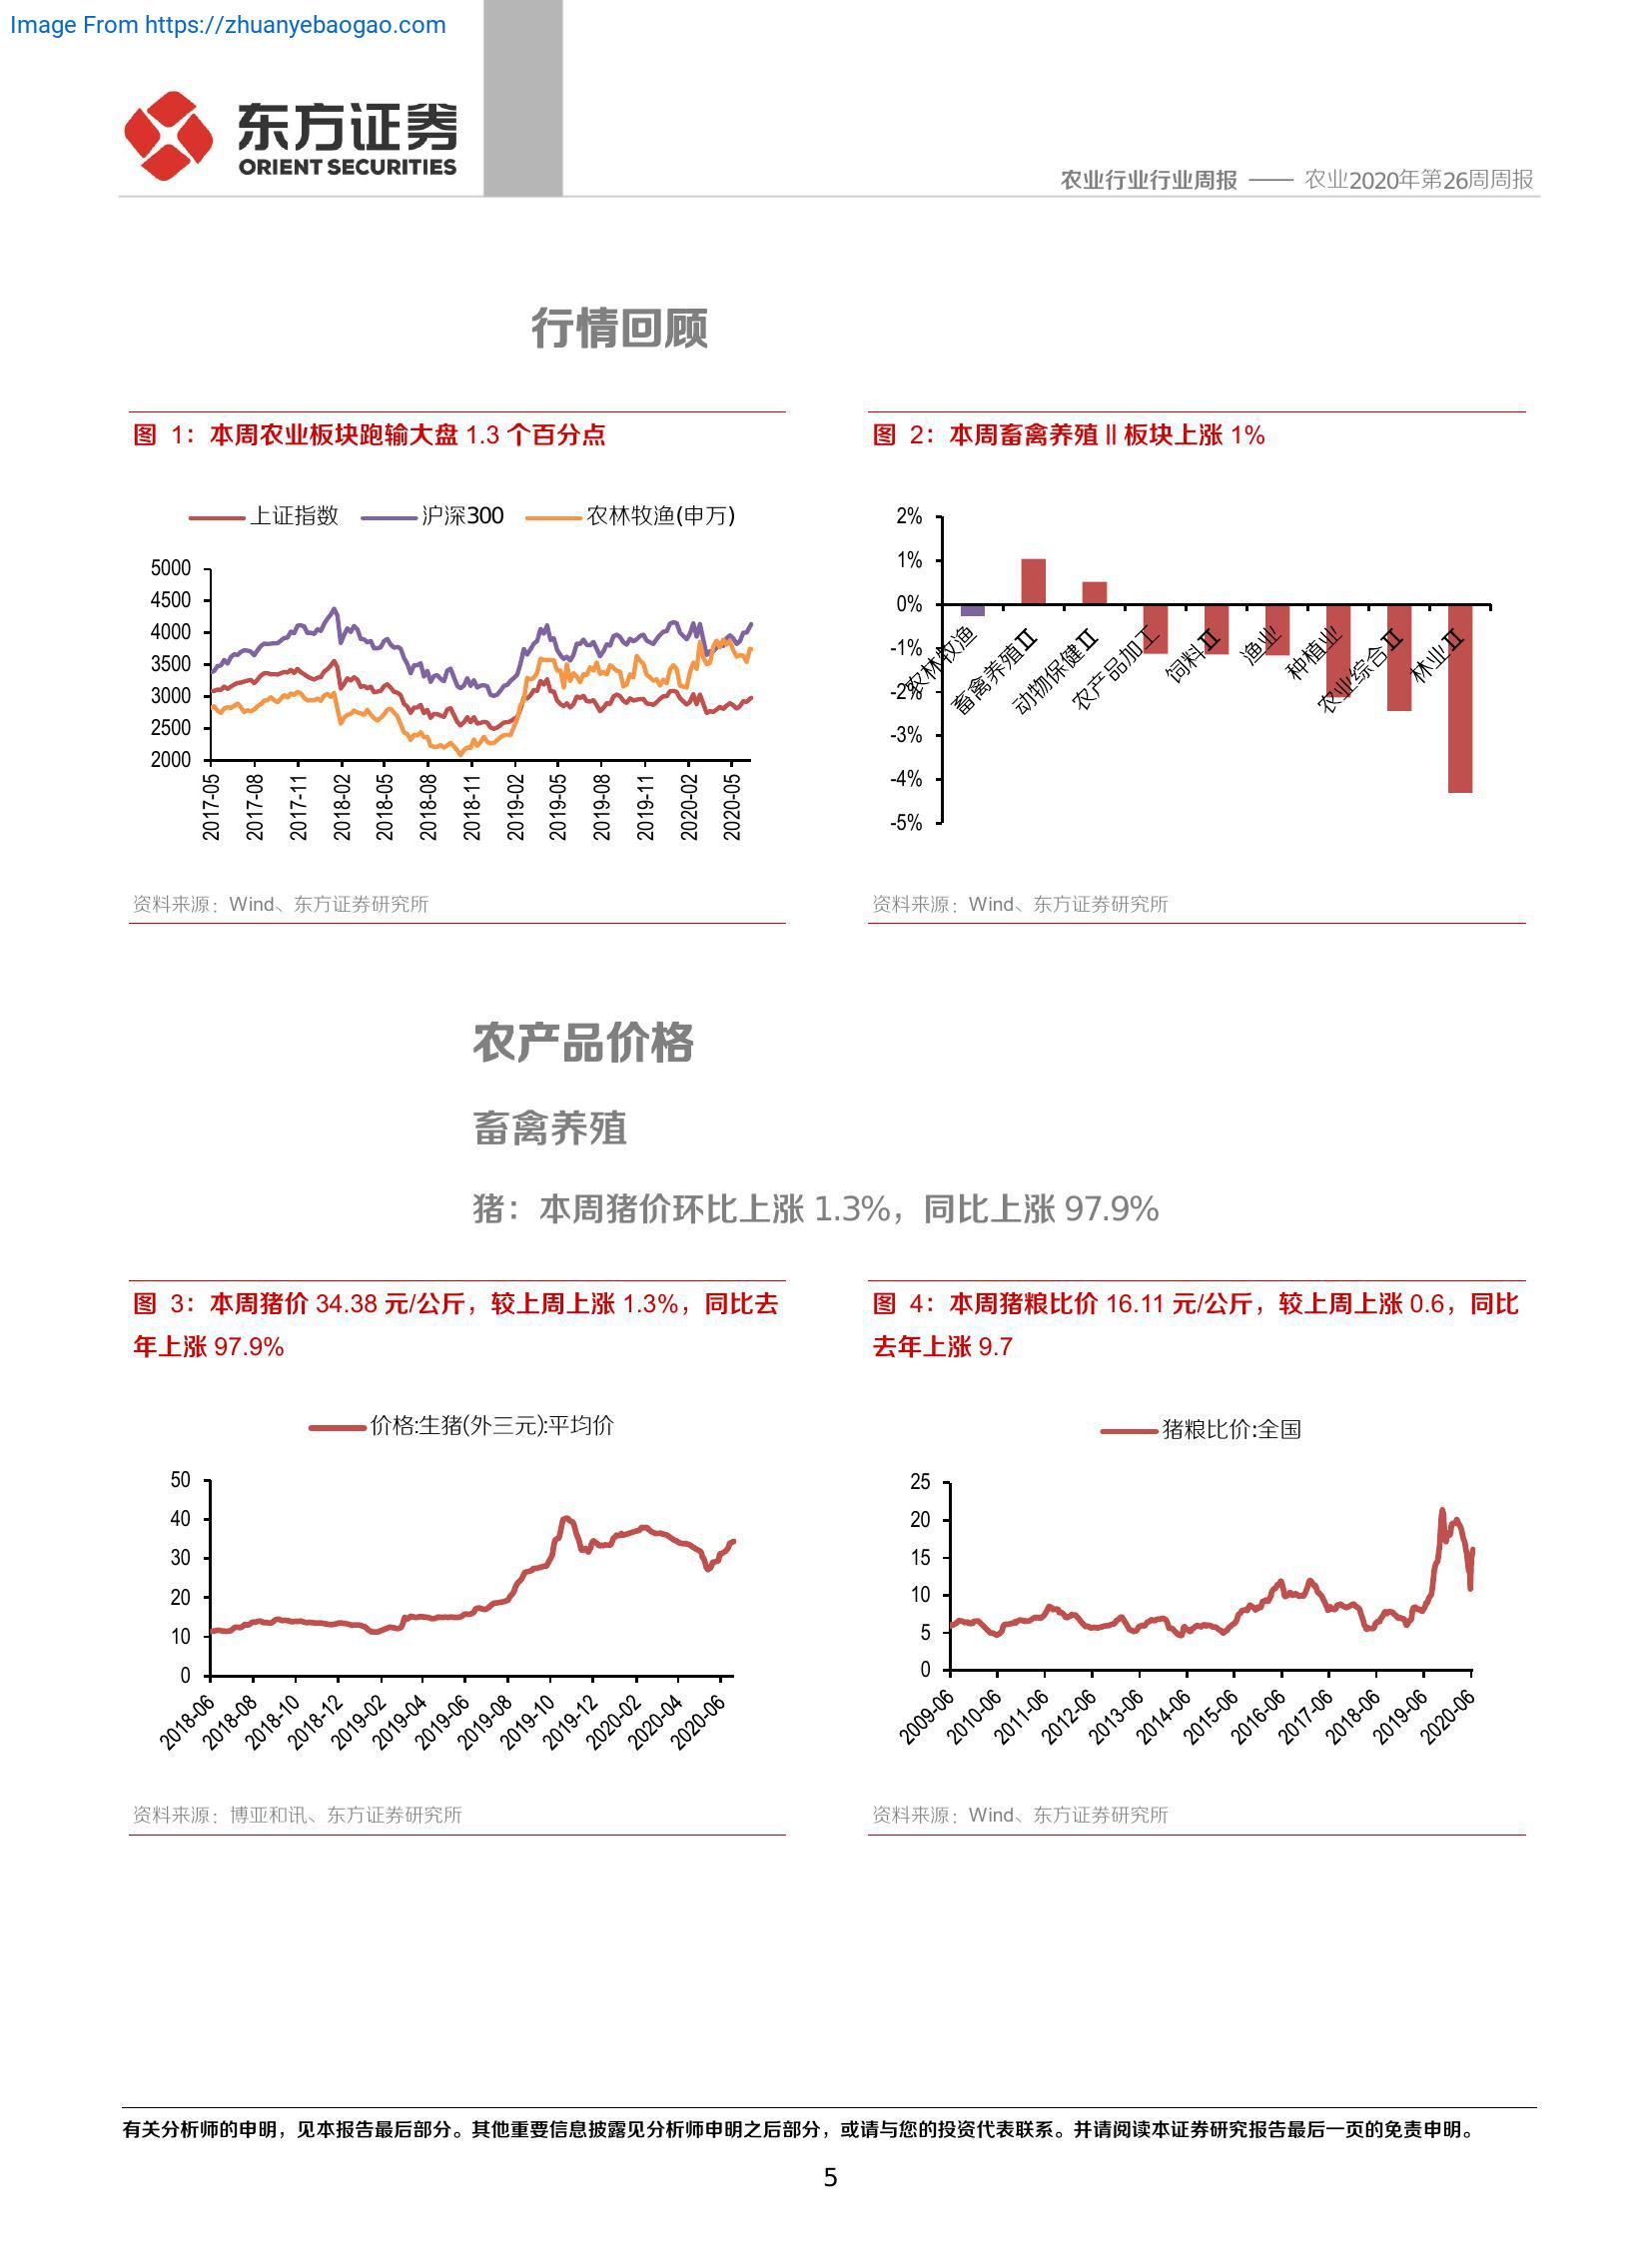 Image From https://zhuanyebaogao.com
东方证券
ORIENT SECURITIES
农业行业行业周报 —— 农业2020年第26周周报
行情回顾
图 1：本周农业板块跑输大盘 1.3 个百分点
上证指数 沪深300 农林牧渔(申万)
5000
4500
4000
3500
3000
2500
2000
2017-05 2017-08 2017-11 2018-02 2018-05 2018-08 2018-11 2019-02 2019-05 2019-08 2019-11 2020-02 2020-05
资料来源：Wind、东方证券研究所
图 2：本周畜禽养殖Ⅱ板块上涨 1%
2%
1%
0%
-1%
-2%
-3%
-4%
-5%
农林牧渔 畜禽养殖Ⅱ 动物保健Ⅱ 农产品加工 饲料Ⅱ 渔业 种植业 农业综合Ⅱ 林业Ⅱ
资料来源：Wind、东方证券研究所
农产品价格
畜禽养殖
猪：本周猪价环比上涨 1.3%，同比上涨 97.9%
图 3：本周猪价 34.38 元/公斤，较上周上涨 1.3%，同比去
年上涨 97.9%
价格:生猪(外三元):平均价
50
40
30
20
10
0
2018-06 2018-08 2018-10 2018-12 2019-02 2019-04 2019-06 2019-08 2019-10 2019-12 2020-02 2020-04 2020-06
资料来源：博亚和讯、东方证券研究所
图 4：本周猪粮比价 16.11 元/公斤，较上周上涨 0.6，同比
去年上涨 9.7
猪粮比价:全国
25
20
15
10
5
0
2009-06 2010-06 2011-06 2012-06 2013-06 2014-06 2015-06 2016-06 2017-06 2018-06 2019-06 2020-06
资料来源：Wind、东方证券研究所
有关分析师的申明，见本报告最后部分。其他重要信息披露见分析师申明之后部分，或请与您的投资代表联系。并请阅读本证券研究报告最后一页的免责申明。
5